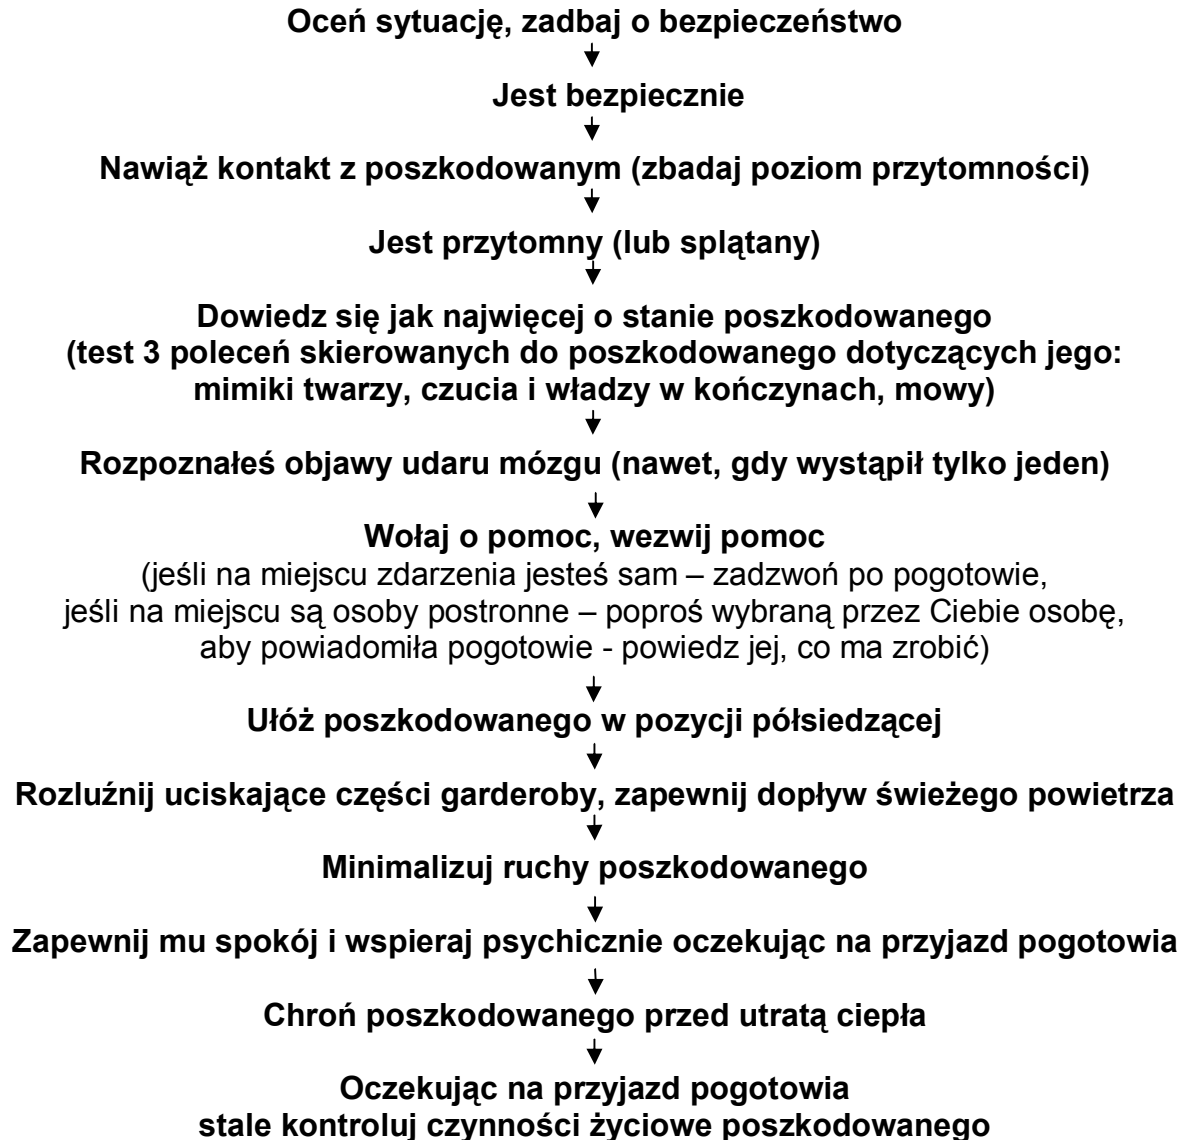 Oceń sytuację, zadbaj o bezpieczeństwo
Jest bezpiecznie
Nawiąż kontakt z poszkodowanym (zbadaj poziom przytomności)
Jest przytomny (lub splątany)
Dowiedz się jak najwięcej o stanie poszkodowanego
(test 3 poleceń skierowanych do poszkodowanego dotyczących jego:
mimiki twarzy, czucia i władzy w kończynach, mowy)
Rozpoznałeś objawy udaru mózgu (nawet, gdy wystąpił tylko jeden)
Wołaj o pomoc, wezwij pomoc
(jeśli na miejscu zdarzenia jesteś sam – zadzwoń po pogotowie,
jeśli na miejscu są osoby postronne – poproś wybraną przez Ciebie osobę,
aby powiadomiła pogotowie - powiedz jej, co ma zrobić)
Ułóż poszkodowanego w pozycji półsiedzącej
Rozluźnij uciskające części garderoby, zapewnij dopływ świeżego powietrza
Minimalizuj ruchy poszkodowanego
Zapewnij mu spokój i wspieraj psychicznie oczekując na przyjazd pogotowia
Chroń poszkodowanego przed utratą ciepła
Oczekując na przyjazd pogotowia
stale kontroluj czynności życiowe poszkodowanego